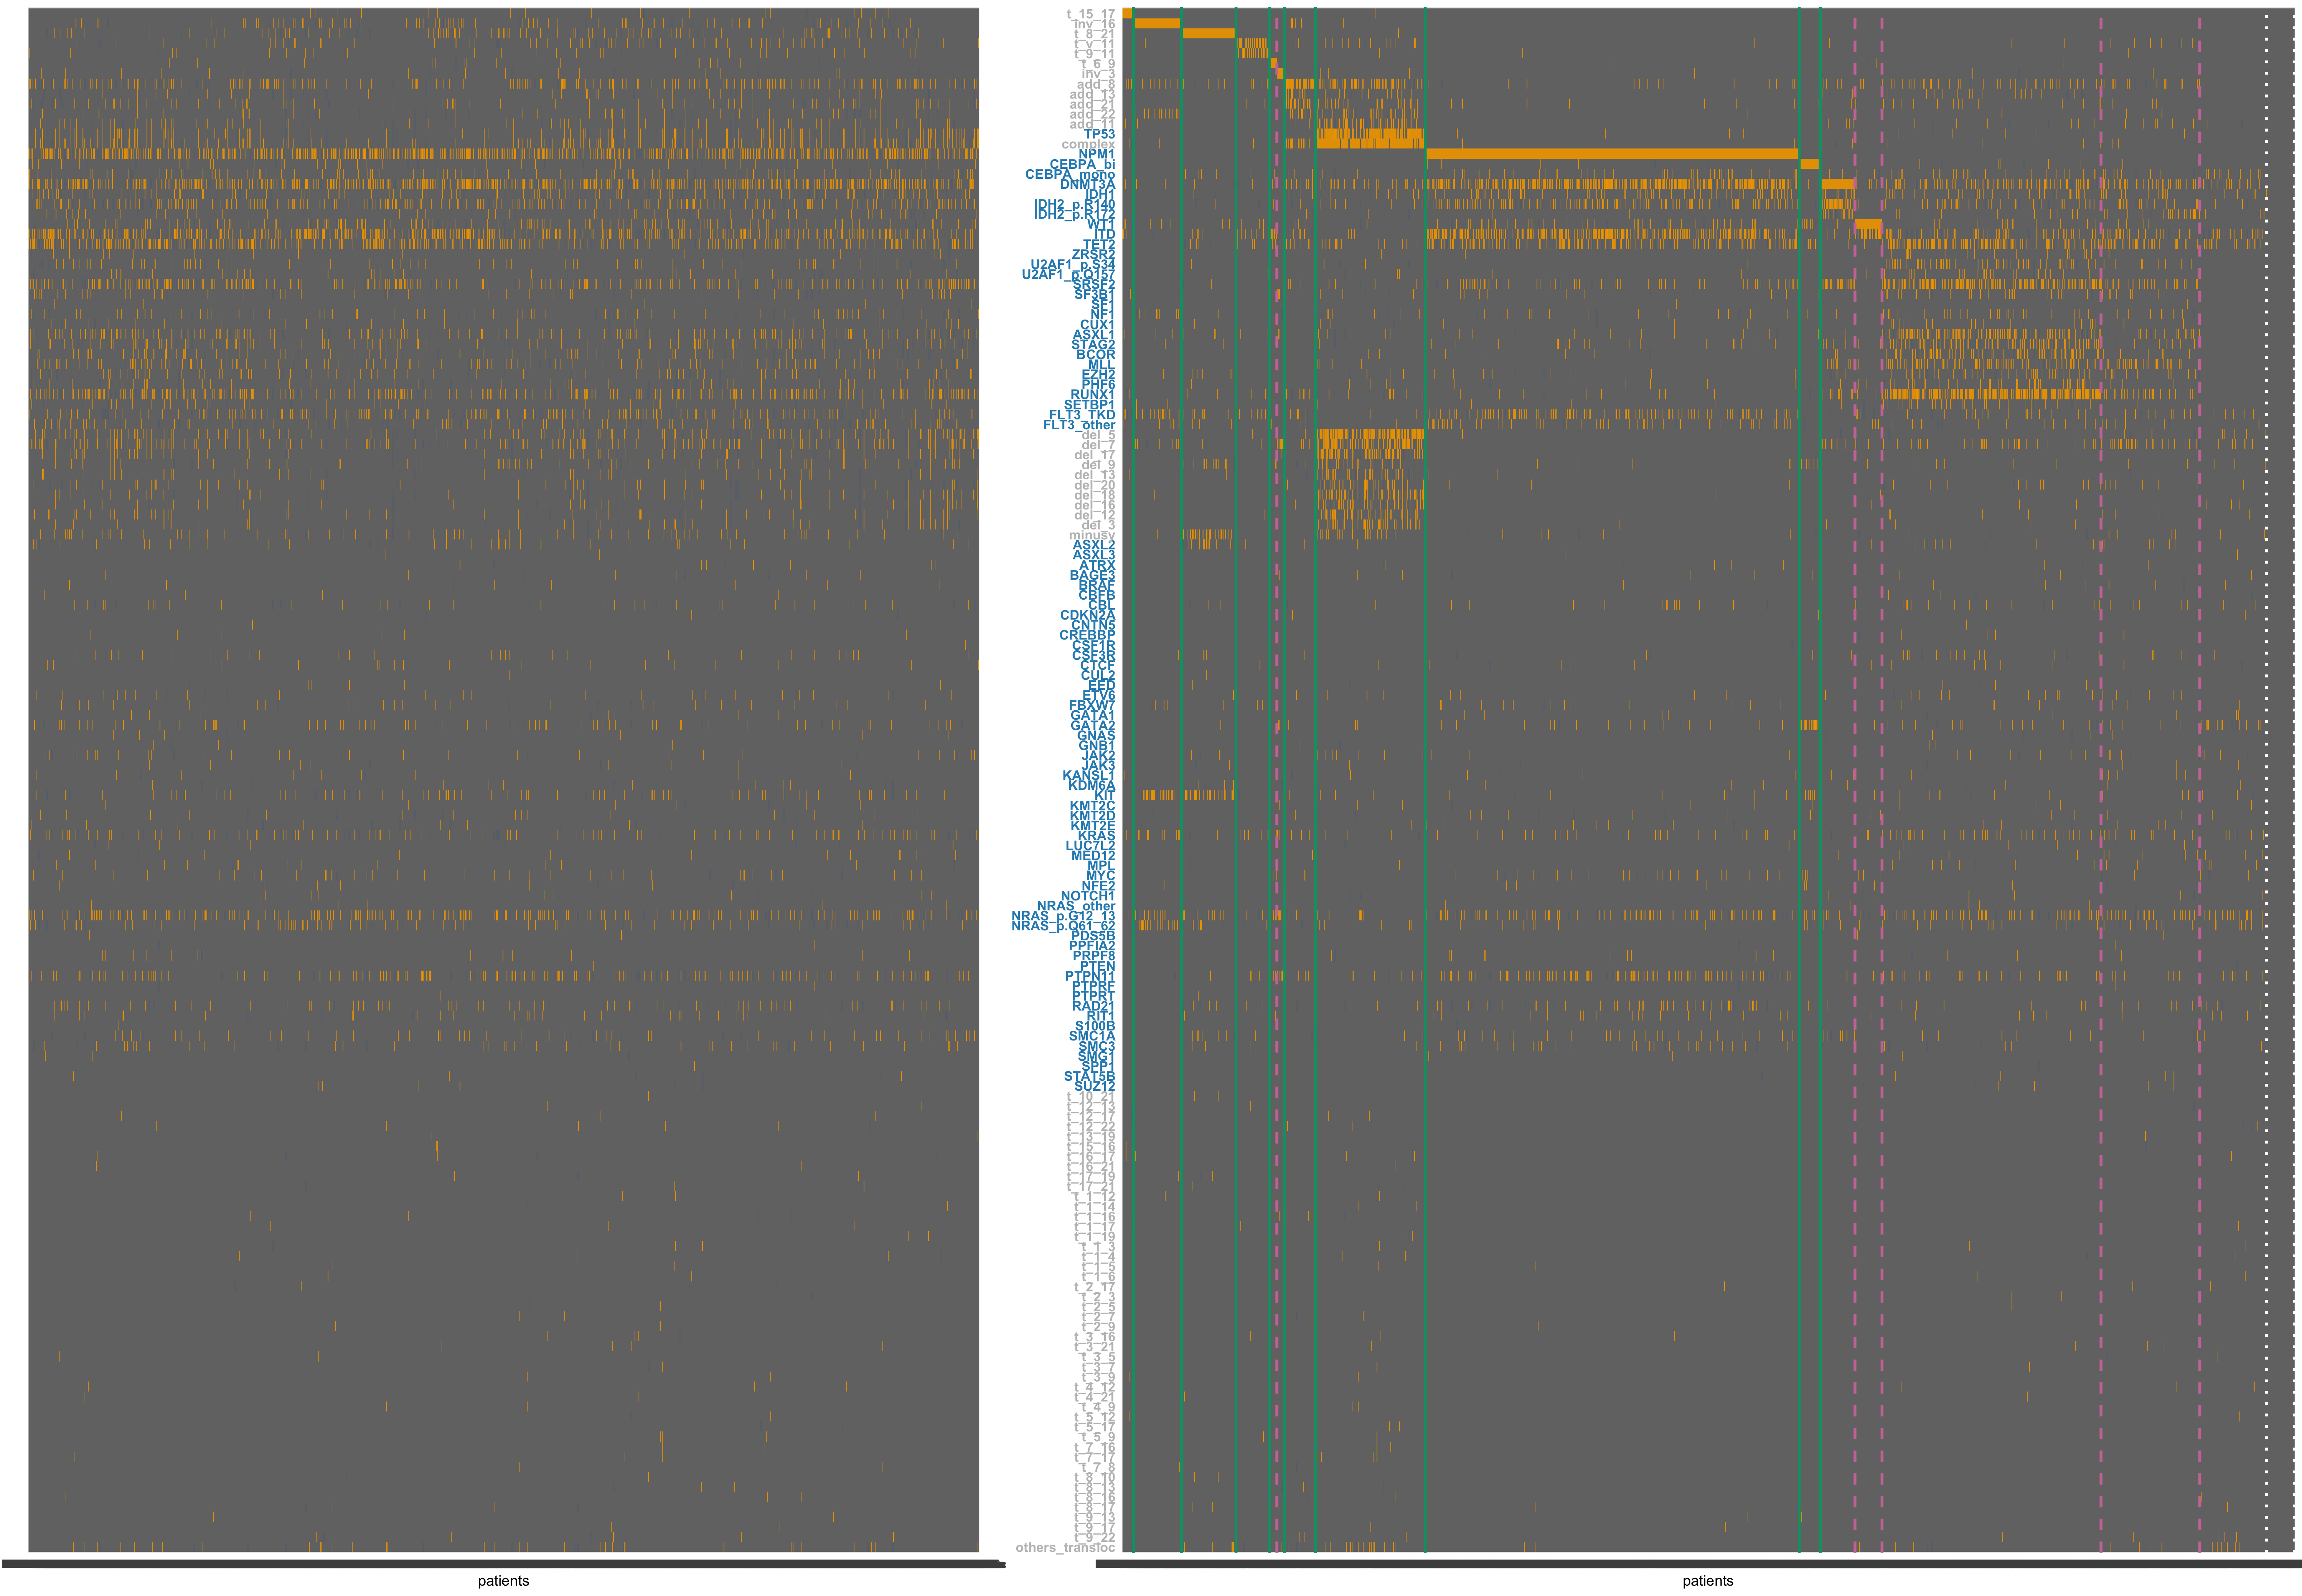 t_15_17
inv_16
t_8_21
t_v_11
t_9_11
t_6_9
inv_3
add_8
add_13
add_21
add_22
add_11
TP53
complex
NPM1
CEBPA_bi
CEBPA_mono
DNMT3A
IDH1
IDH2_p.R140
IDH2_p.R172
WT1
ITD
TET2
ZRSR2
U2AF1_p.S34
U2AF1_p.Q157
SRSF2
SF3B1
SF1
NF1
CUX1
ASXL1
STAG2
BCOR
MLL
EZH2
PHF6
RUNX1
SETBP1
FLT3_TKD
FLT3_other
del_5
del_7
del_17
del_9
del_13
del_20
del_18
del_16
del_12
del_3
minusy
ASXL2
ASXL3
ATRX
BAGE3
BRAF
CBFB
CBL
CDKN2A
CNTN5
CREBBP
CSF1R
CSF3R
CTCF
CUL2
EED
ETV6
FBXW7
GATA1
GATA2
GNAS
GNB1
JAK2
JAK3
KANSL1
KDM6A
KIT
KMT2C
KMT2D
KMT2E
KRAS
LUC7L2
MED12
MPL
MYC
NFE2
NOTCH1
NRAS_other
NRAS_p.G12_13
NRAS_p.Q61_62
PDS5B
PPFIA2
PRPF8
PTEN
PTPN11
PTPRF
PTPRT
RAD21
RIT1
S100B
SMC1A
SMC3
SMG1
SPP1
STAT5B
SUZ12
t_10_21
t_12_13
t_12_17
t_12_22
t_13_19
t_15_16
t_16_17
t_16_21
t_17_19
t_17_21
t_1_12
t_1_14
t_1_16
t_1_17
t_1_19
t_1_3
t_1_4
t_1_5
t_1_6
t_2_17
t_2_3
t_2_5
t_2_7
t_2_9
t_3_16
t_3_21
t_3_5
t_3_7
t_3_9
t_4_12
t_4_21
t_4_9
t_5_12
t_5_17
t_5_9
t_7_16
t_7_17
t_7_8
t_8_10
t_8_13
t_8_16
t_8_17
t_9_13
t_9_17
t_9_22
others_transloc
patients
patients